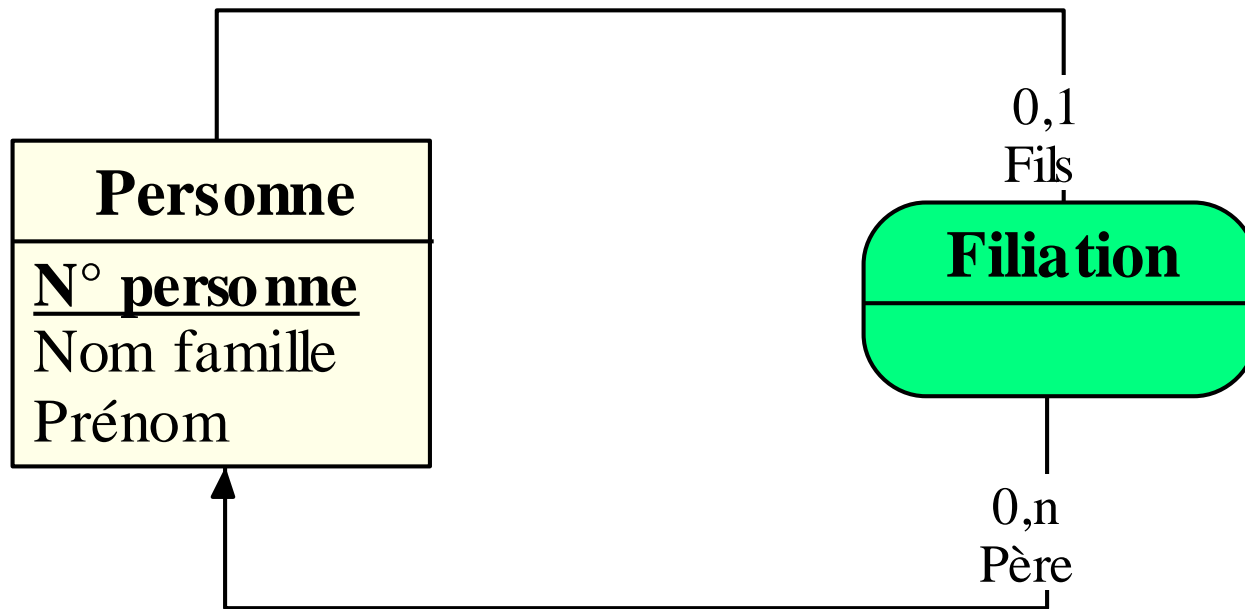 Personne
N° personne
Nom famille
Prénom
0,1
Fils
Filiation
0,n
Père